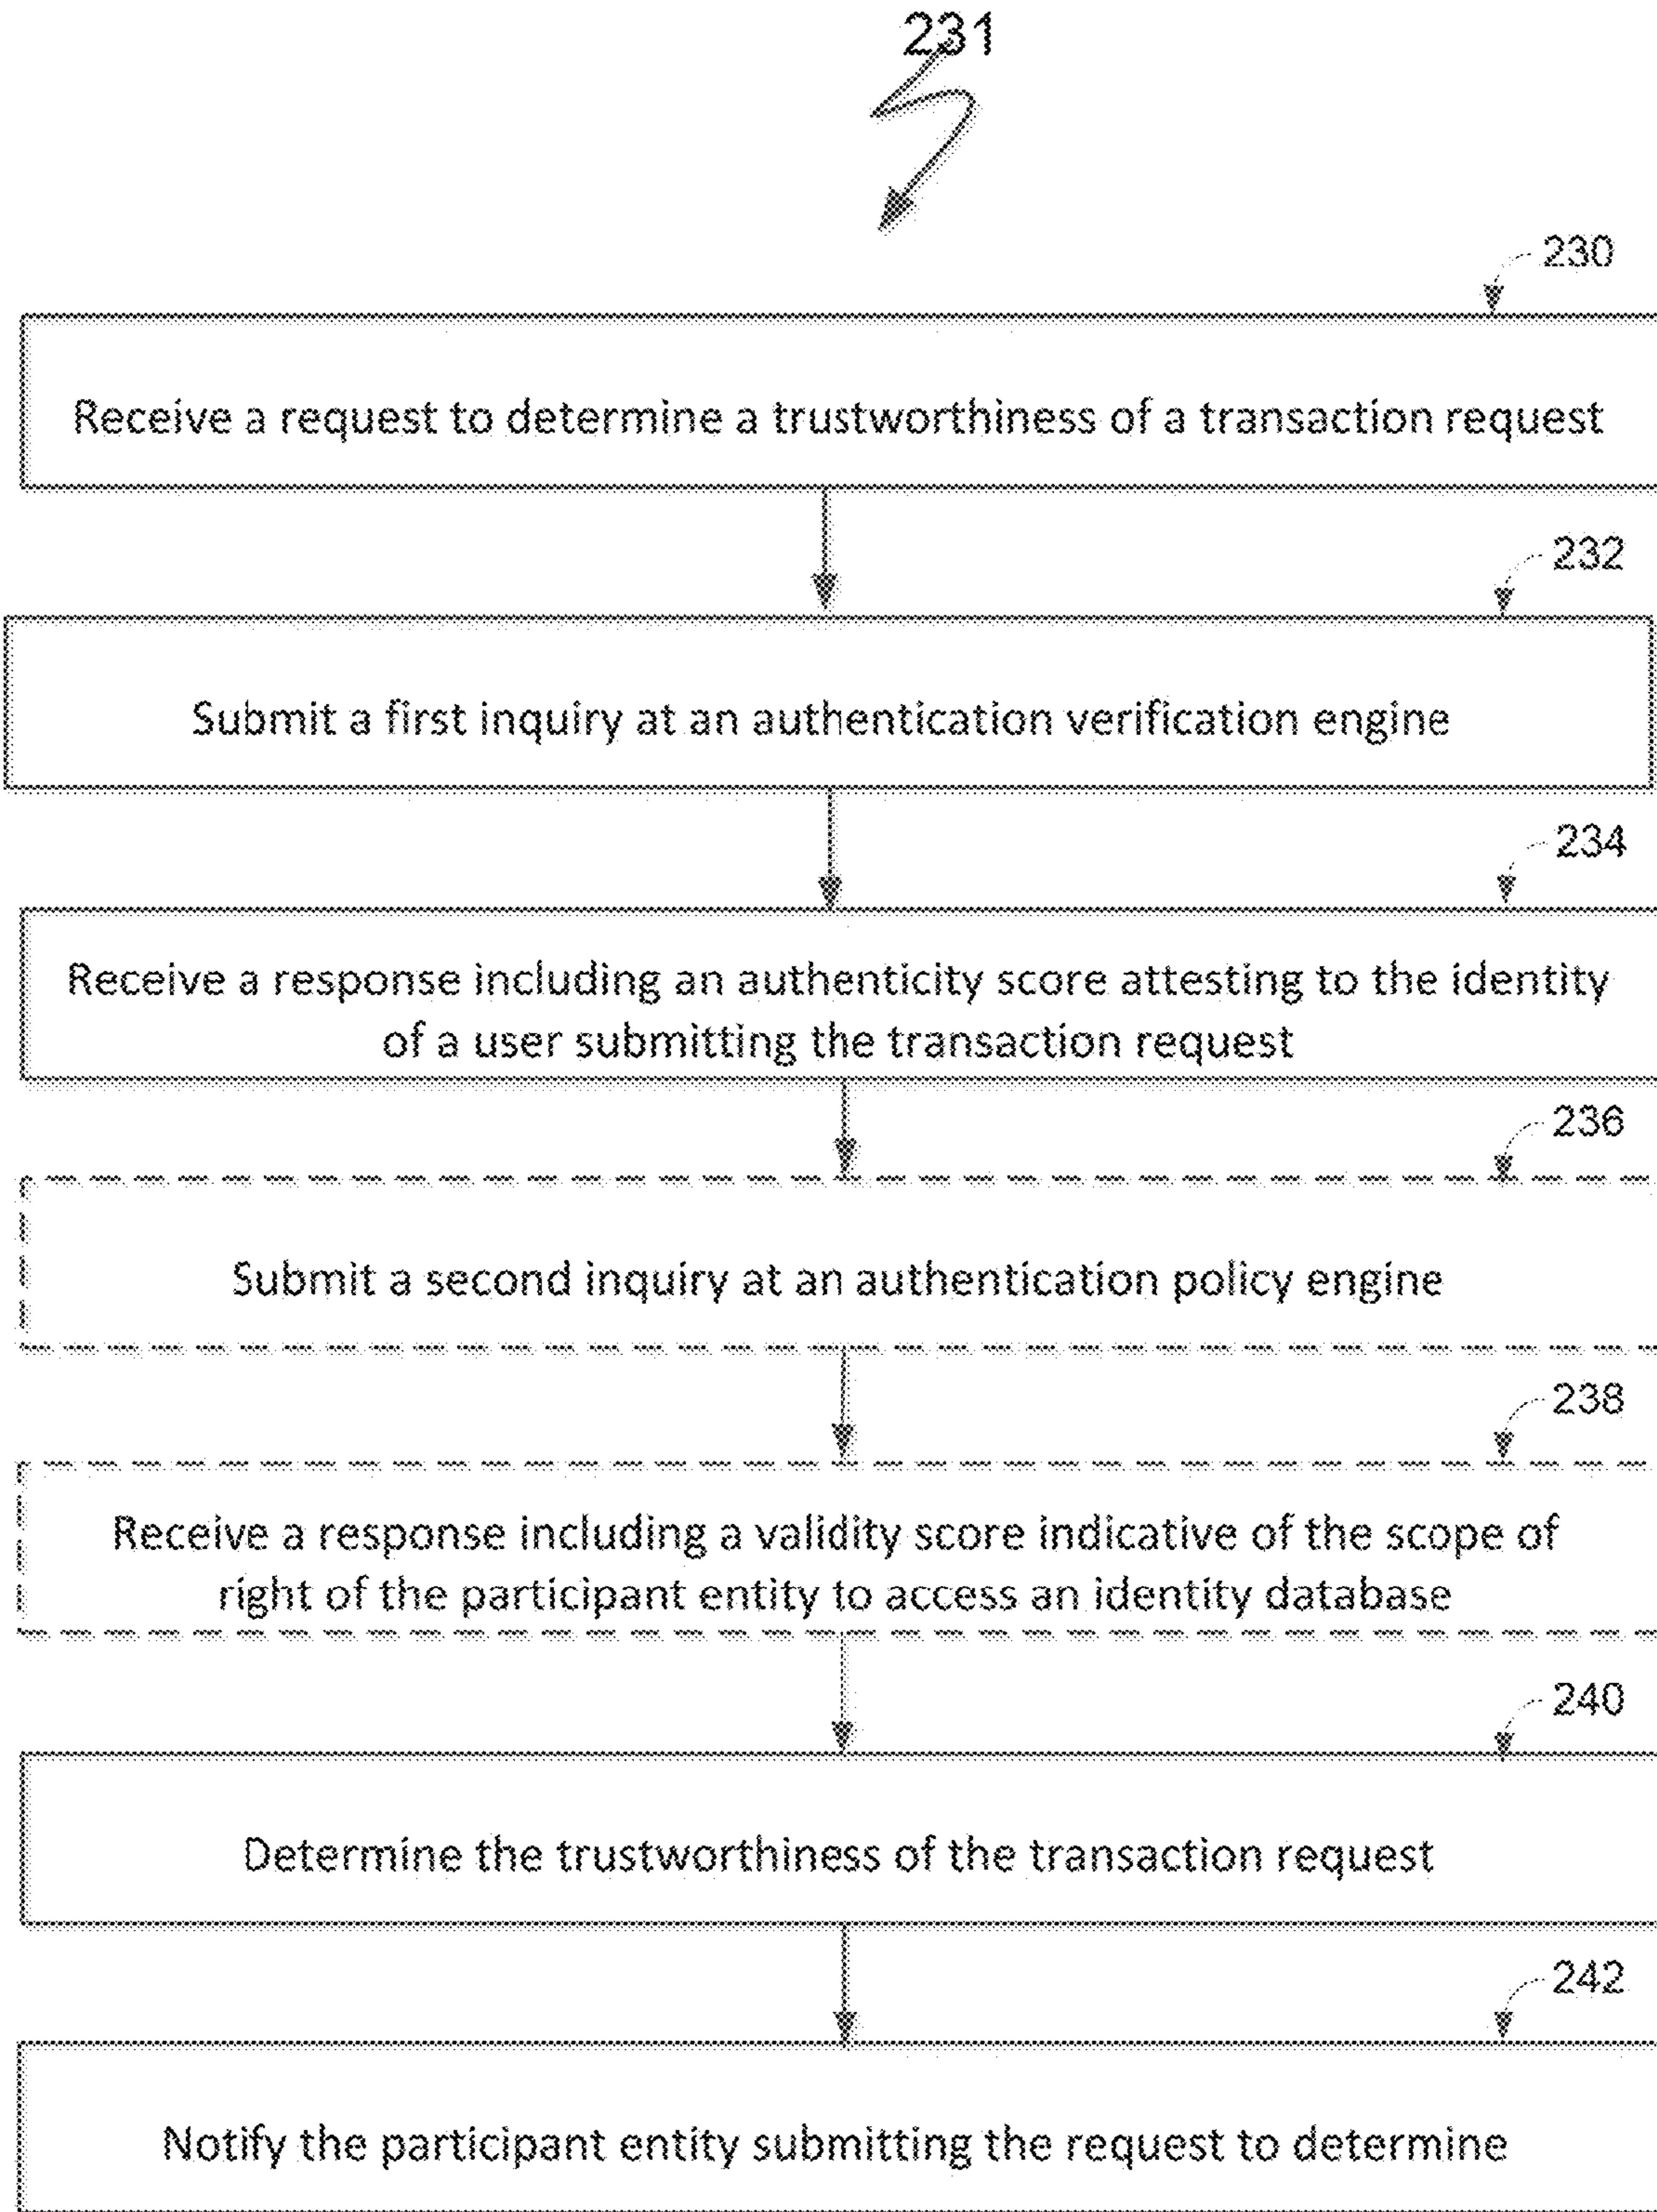 231
230
Receive a request to determine a trustworthiness of a transaction request
232
Submit a first inquiry at an authentication verification engine
234
Receive a response including an authenticity score attesting to the identity
of a user submitting the transaction request
236
Submit a second inquiry at an authentication policy engine
238
Receive a response including a validity score indicative of the scope of
right of the participant entity to access an identity database
240
Determine the trustworthiness of the transaction request
242
Notify the participant entity submitting the request to determine